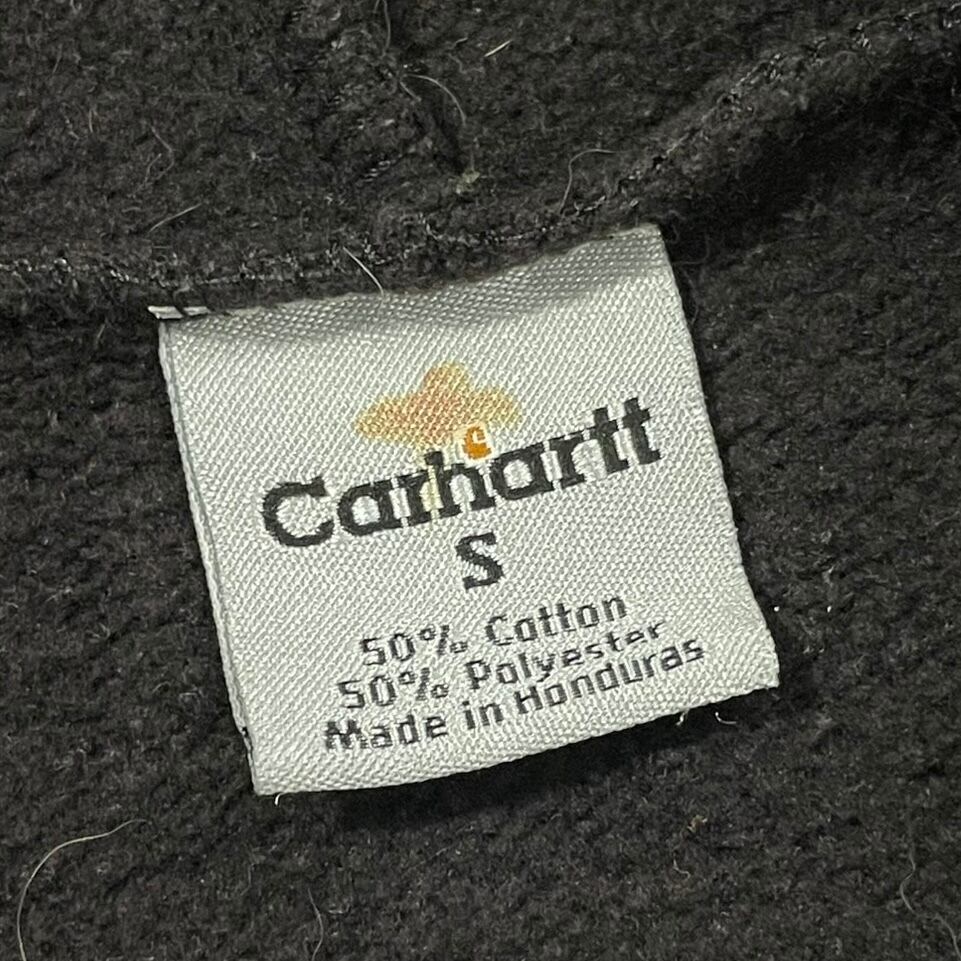 Carhartt
S
50% Cotton
50% Polyester
Made in Honduras